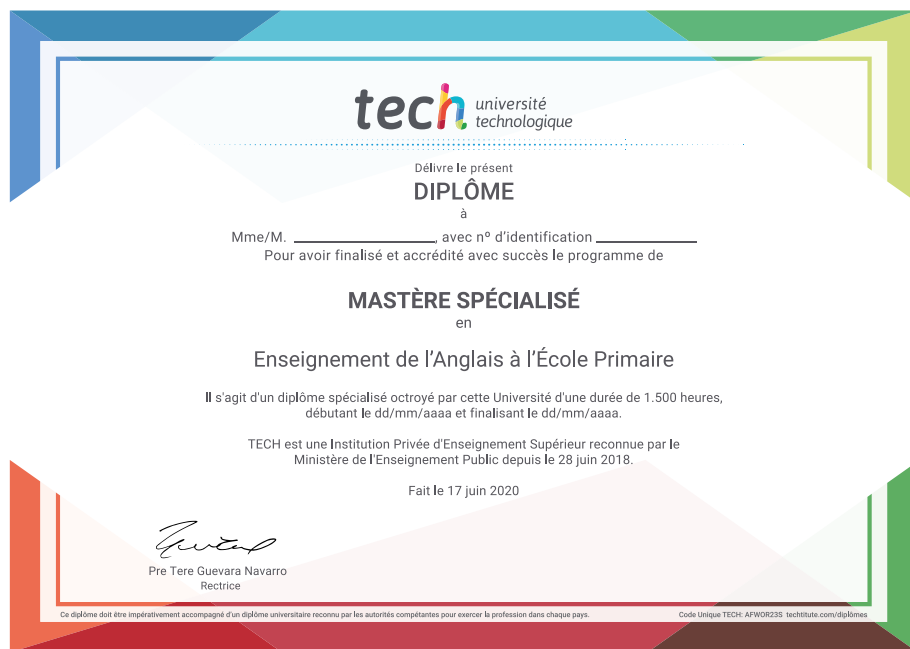 tech université
technologique
Délivre le présent
DIPLÔME
à
Mme/M. , avec nº d'identification
Pour avoir finalisé et accrédité avec succès le programme de
MASTÈRE SPÉCIALISÉ
en
Enseignement de l’Anglais à l’École Primaire
Il s'agit d'un diplôme spécialisé octroyé par cette Université d'une durée de 1.500 heures,
débutant le dd/mm/aaaa et finalisant le dd/mm/aaaa.
TECH est une Institution Privée d'Enseignement Supérieur reconnue par le
Ministère de l'Enseignement Public depuis le 28 juin 2018.
Fait le 17 juin 2020
Pre Tere Guevara Navarro
Rectrice
Ce diplôme doit être impérativement accompagné d'un diplôme universitaire reconnu par les autorités compétantes pour exercer la profession dans chaque pays.
Code Unique TECH: AFWOR23S techtitute.com/diplômes